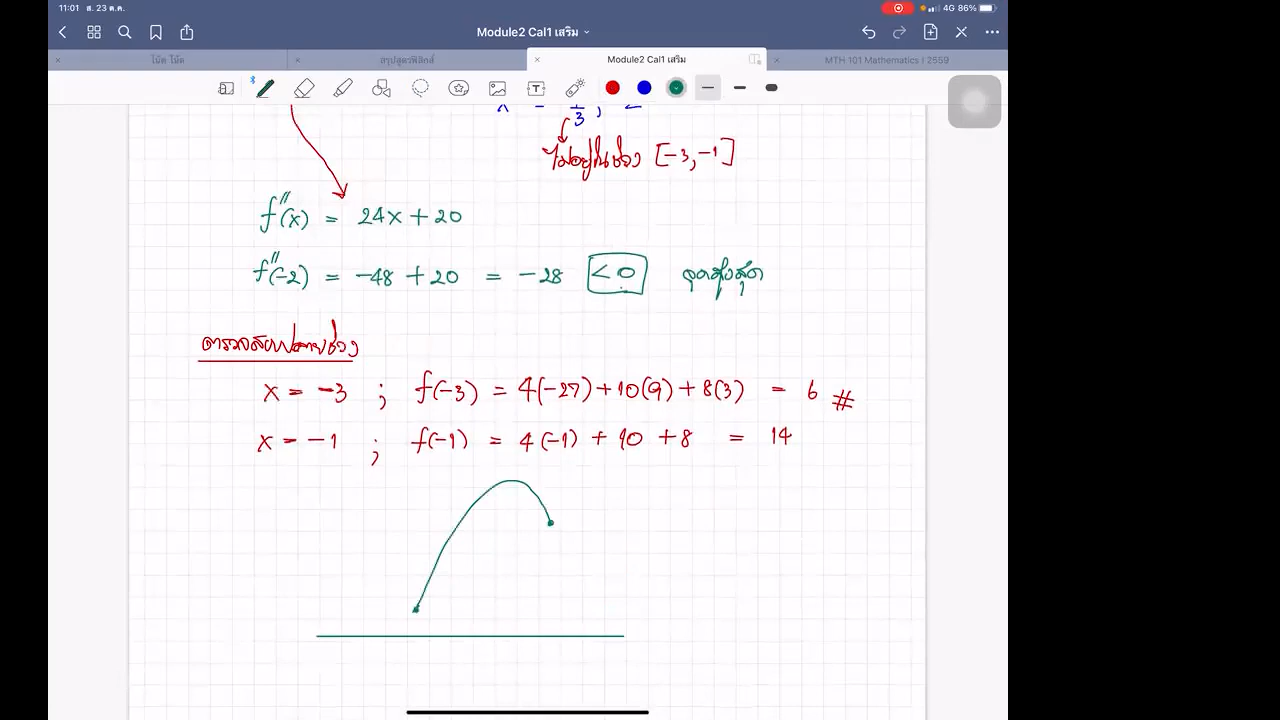 11:01 ส. 23 ต.ค.
4G 86%
Module2 Cal1 เสริม
โน้ต โน้ต
สรุปสูตรฟิสิกส์
Module2 Cal1 เสริม
MTH 101 Mathematics I 2559
ไม่อยู่ในช่วง [-3,-1]
f''(x) = 24x + 20
f''(-2) = -48 + 20 = -28 < 0 จุดสูงสุด
ตรวจสอบปลายช่วง
x = -3 ; f(-3) = 4(-27) + 10(9) + 8(3) = 6 #
x = -1 ; f(-1) = 4(-1) + 10 + 8 = 14